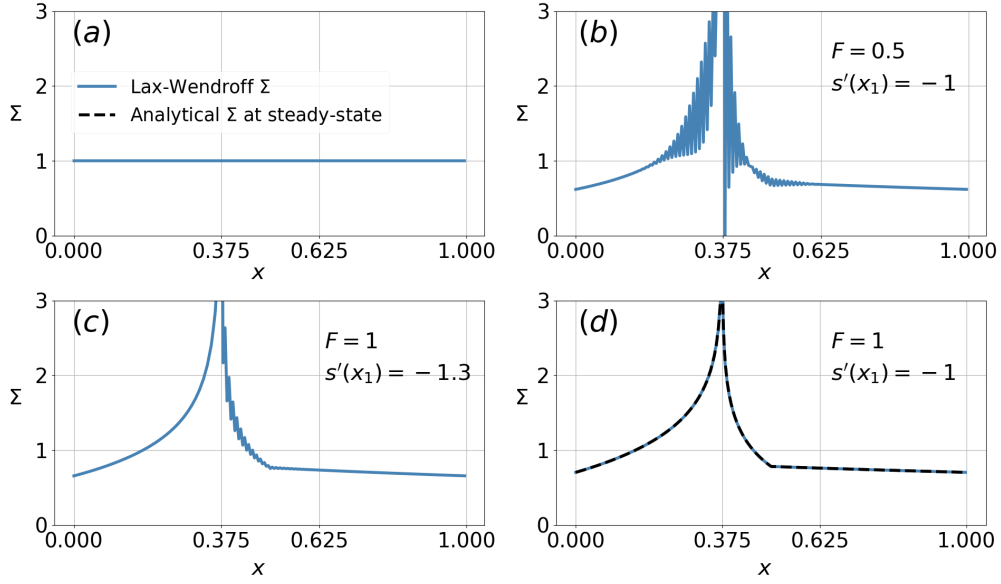 (a)
3
2
1
0
Σ
Lax-Wendroff Σ
Analytical Σ at steady-state
0.000 0.375 0.625 1.000
x
(b)
3
2
1
0
Σ
F = 0.5
s′(x₁) = −1
0.000 0.375 0.625 1.000
x
(c)
3
2
1
0
Σ
F = 1
s′(x₁) = −1.3
0.000 0.375 0.625 1.000
x
(d)
3
2
1
0
Σ
F = 1
s′(x₁) = −1
0.000 0.375 0.625 1.000
x